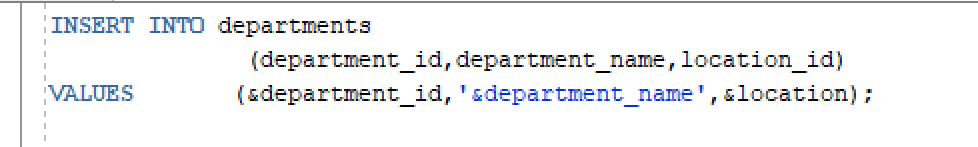 INSERT INTO departments
(department_id,department_name,location_id)
VALUES (&department_id,'&department_name',&location);